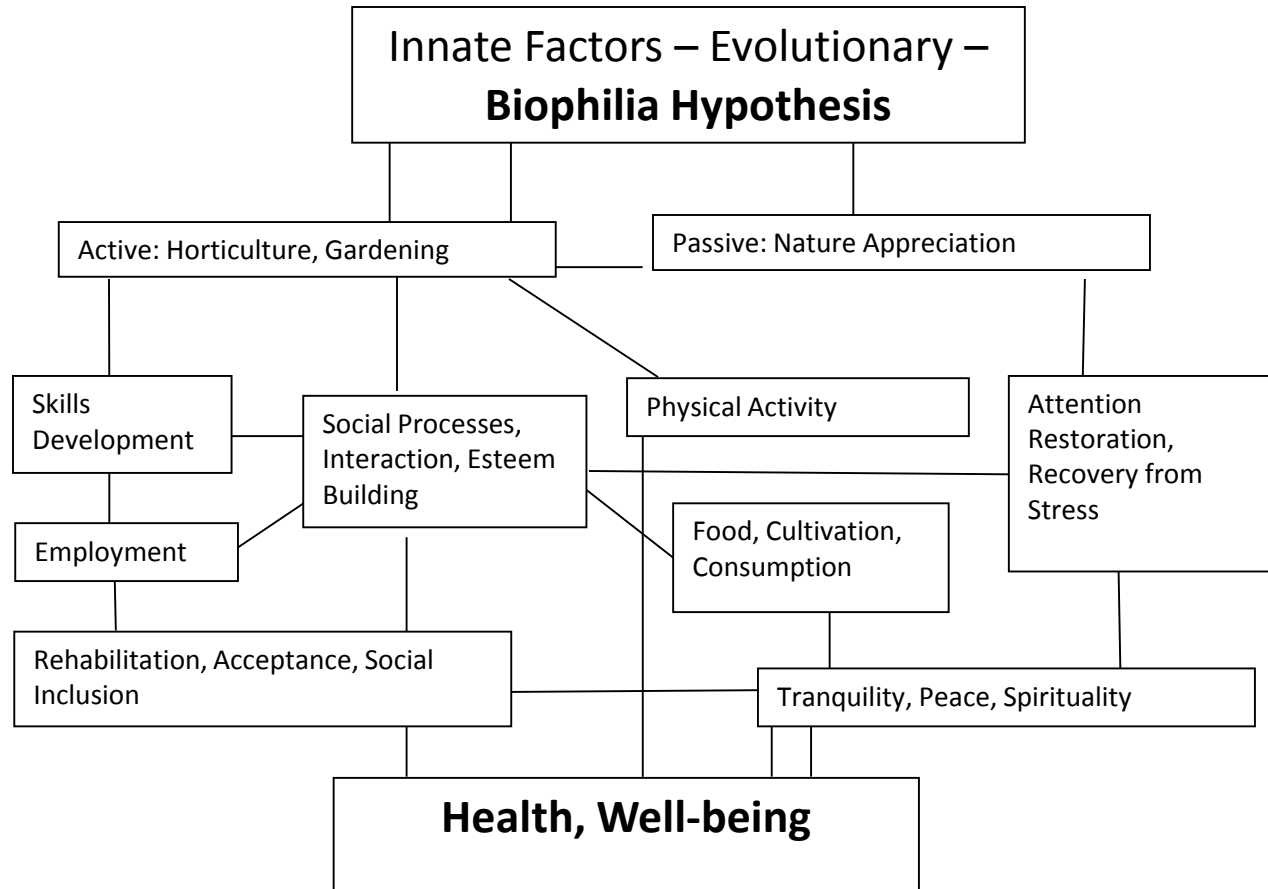 Innate Factors – Evolutionary –
Biophilia Hypothesis
Active: Horticulture, Gardening
Passive: Nature Appreciation
Skills
Development
Social Processes,
Interaction, Esteem
Building
Physical Activity
Attention
Restoration,
Recovery from
Stress
Employment
Food, Cultivation,
Consumption
Rehabilitation, Acceptance, Social
Inclusion
Tranquility, Peace, Spirituality
Health, Well-being